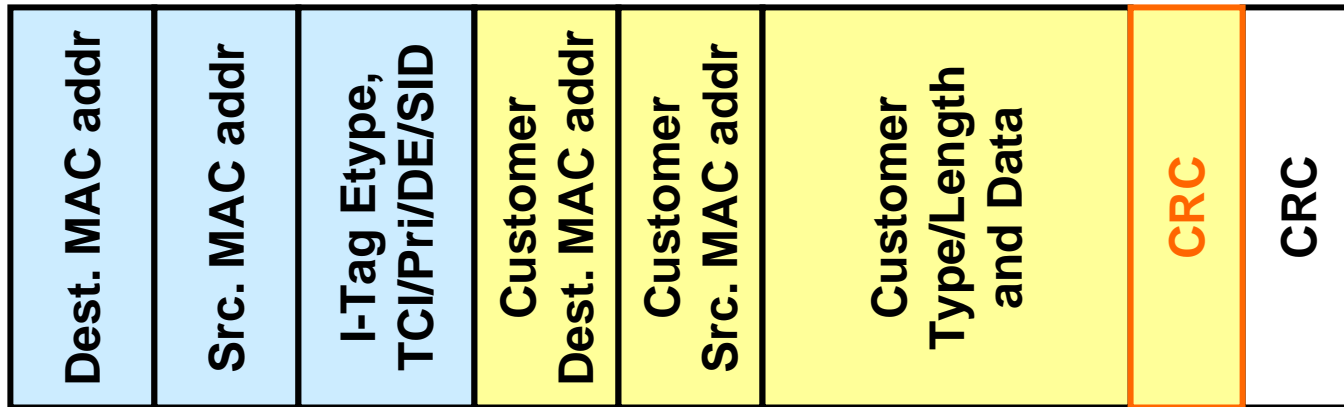 Dest. MAC addr
Src. MAC addr
I-Tag Etype,
TCI/Pri/DE/SID
Customer
Dest. MAC addr
Customer
Src. MAC addr
Customer
Type/Length
and Data
CRC
CRC